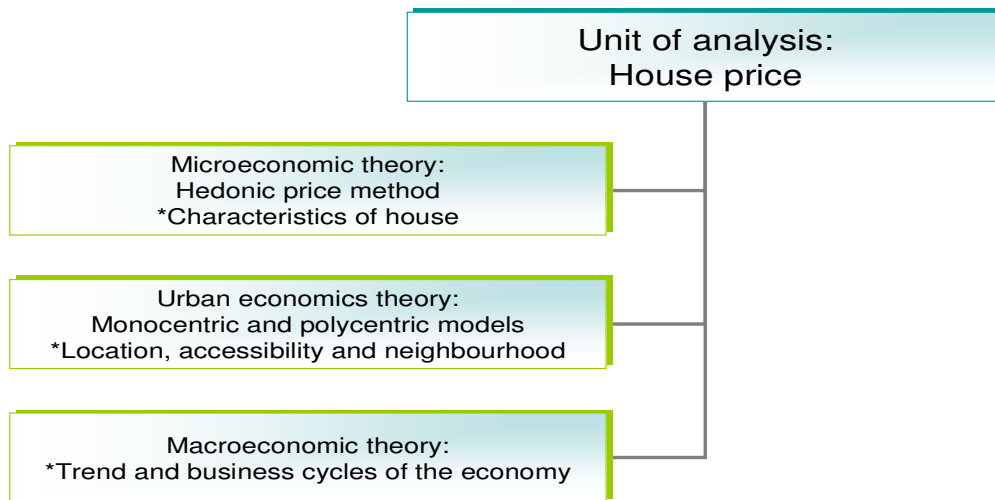 Unit of analysis:
House price
Microeconomic theory:
Hedonic price method
*Characteristics of house
Urban economics theory:
Monocentric and polycentric models
*Location, accessibility and neighbourhood
Macroeconomic theory:
*Trend and business cycles of the economy